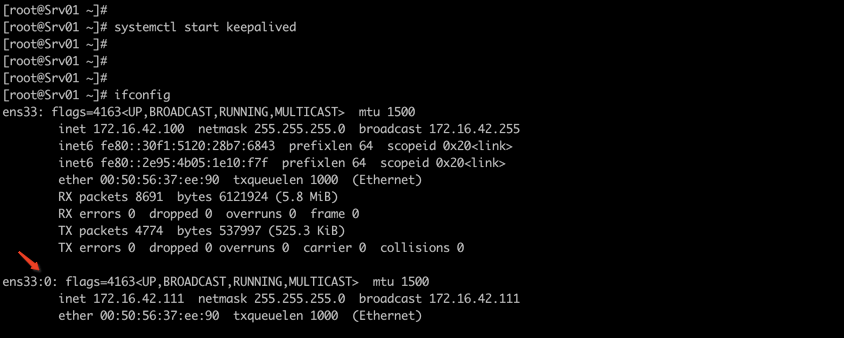 [root@Srv01 ~]#
[root@Srv01 ~]# systemctl start keepalived
[root@Srv01 ~]#
[root@Srv01 ~]#
[root@Srv01 ~]#
[root@Srv01 ~]# ifconfig
ens33: flags=4163<UP,BROADCAST,RUNNING,MULTICAST>  mtu 1500
        inet 172.16.42.100  netmask 255.255.255.0  broadcast 172.16.42.255
        inet6 fe80::30f1:5120:28b7:6843  prefixlen 64  scopeid 0x20<link>
        inet6 fe80::2e95:4b05:1e10:f7f  prefixlen 64  scopeid 0x20<link>
        ether 00:50:56:37:ee:90  txqueuelen 1000  (Ethernet)
        RX packets 8691  bytes 6121924 (5.8 MiB)
        RX errors 0  dropped 0  overruns 0  frame 0
        TX packets 4774  bytes 537997 (525.3 KiB)
        TX errors 0  dropped 0 overruns 0  carrier 0  collisions 0
ens33:0: flags=4163<UP,BROADCAST,RUNNING,MULTICAST>  mtu 1500
        inet 172.16.42.111  netmask 255.255.255.0  broadcast 172.16.42.111
        ether 00:50:56:37:ee:90  txqueuelen 1000  (Ethernet)